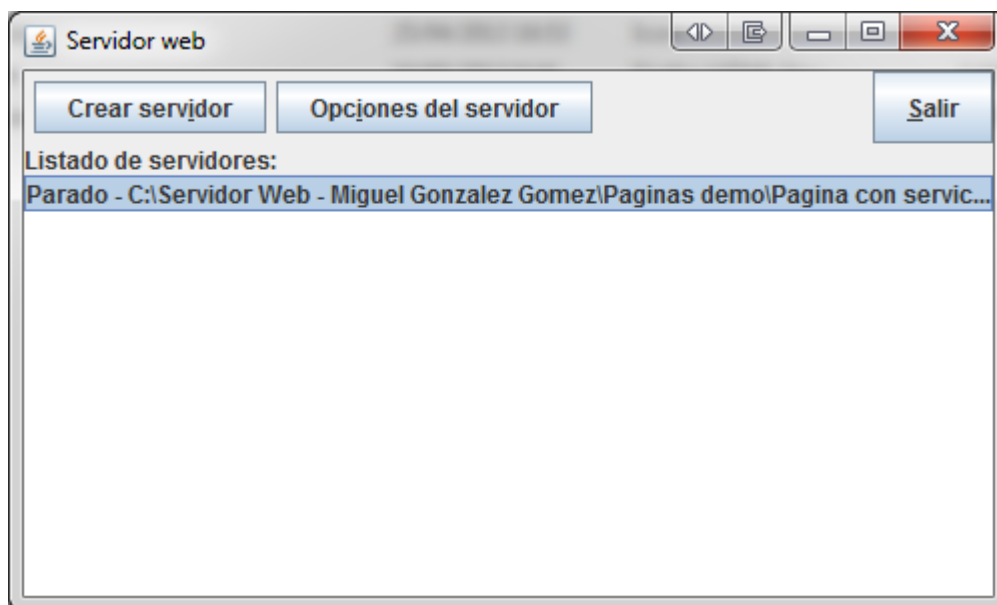 Servidor web
Crear servidor Opciones del servidor Salir
Listado de servidores:
Parado - C:\Servidor Web - Miguel Gonzalez Gomez\Paginas demo\Pagina con servic...